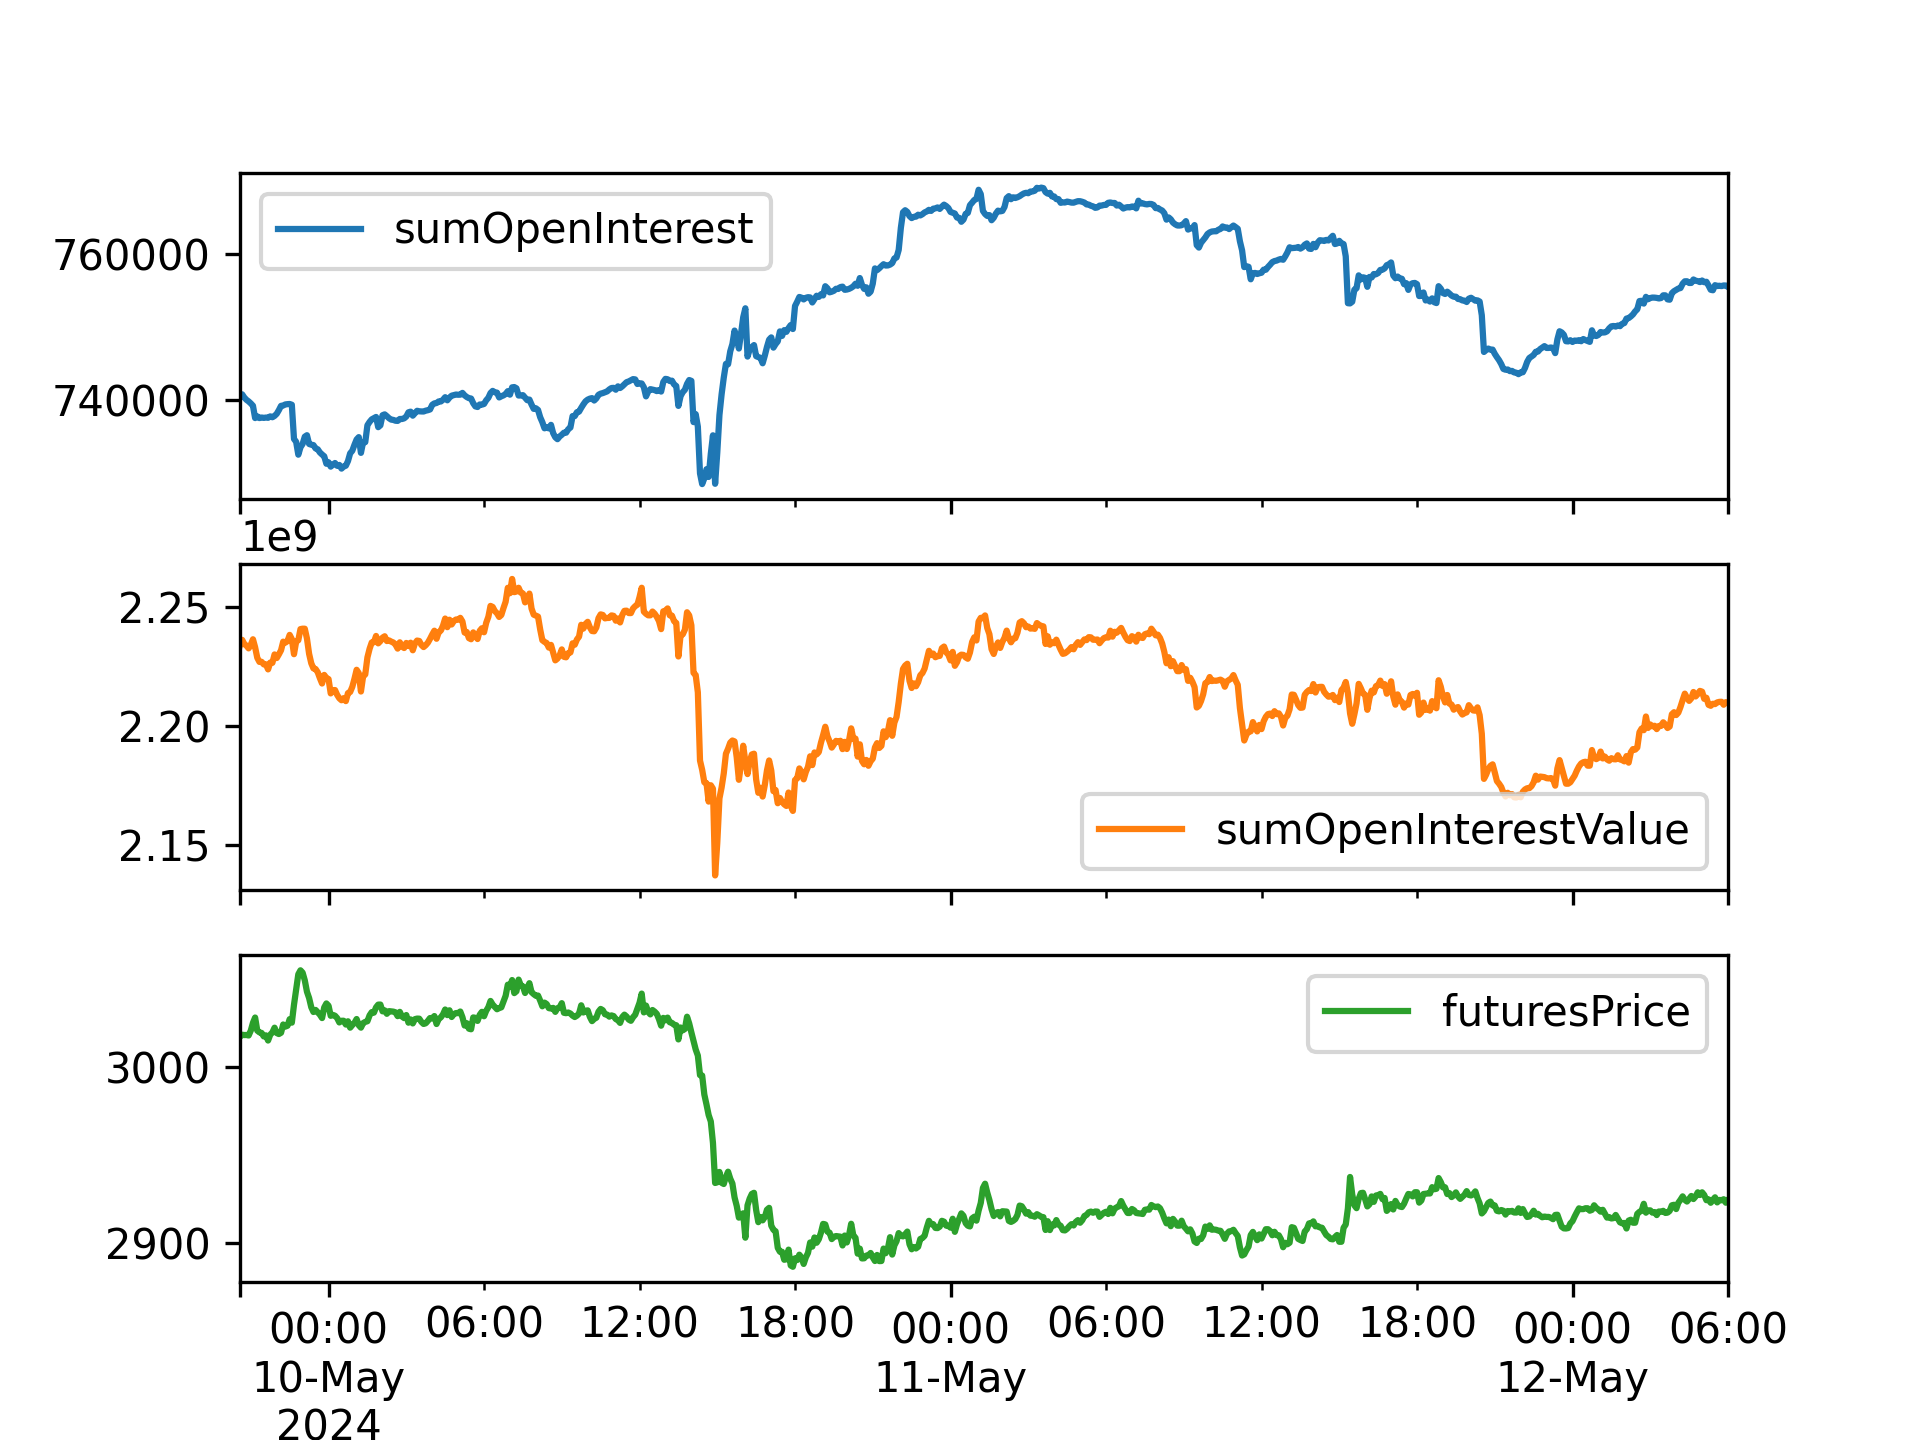 sumOpenInterest
760000
740000
1e9
2.25
2.20
2.15
sumOpenInterestValue
futuresPrice
3000
2900
00:00 06:00 12:00 18:00 00:00 06:00 12:00 18:00 00:00 06:00
10-May 11-May 12-May
2024